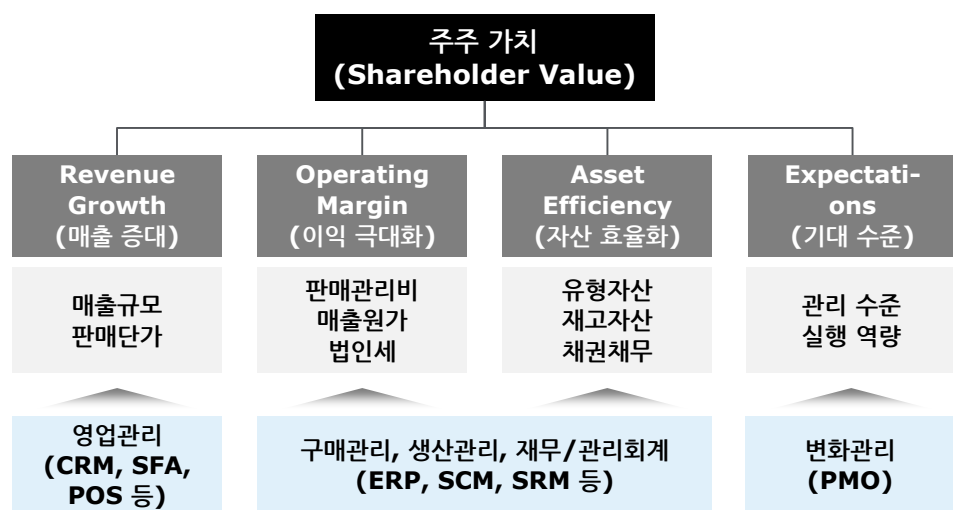 주주 가치
(Shareholder Value)
Revenue
Growth
(매출 증대)
Operating
Margin
(이익 극대화)
Asset
Efficiency
(자산 효율화)
Expectati-
ons
(기대 수준)
매출규모
판매단가
판매관리비
매출원가
법인세
유형자산
재고자산
채권채무
관리 수준
실행 역량
영업관리
(CRM, SFA,
POS 등)
구매관리, 생산관리, 재무/관리회계
(ERP, SCM, SRM 등)
변화관리
(PMO)